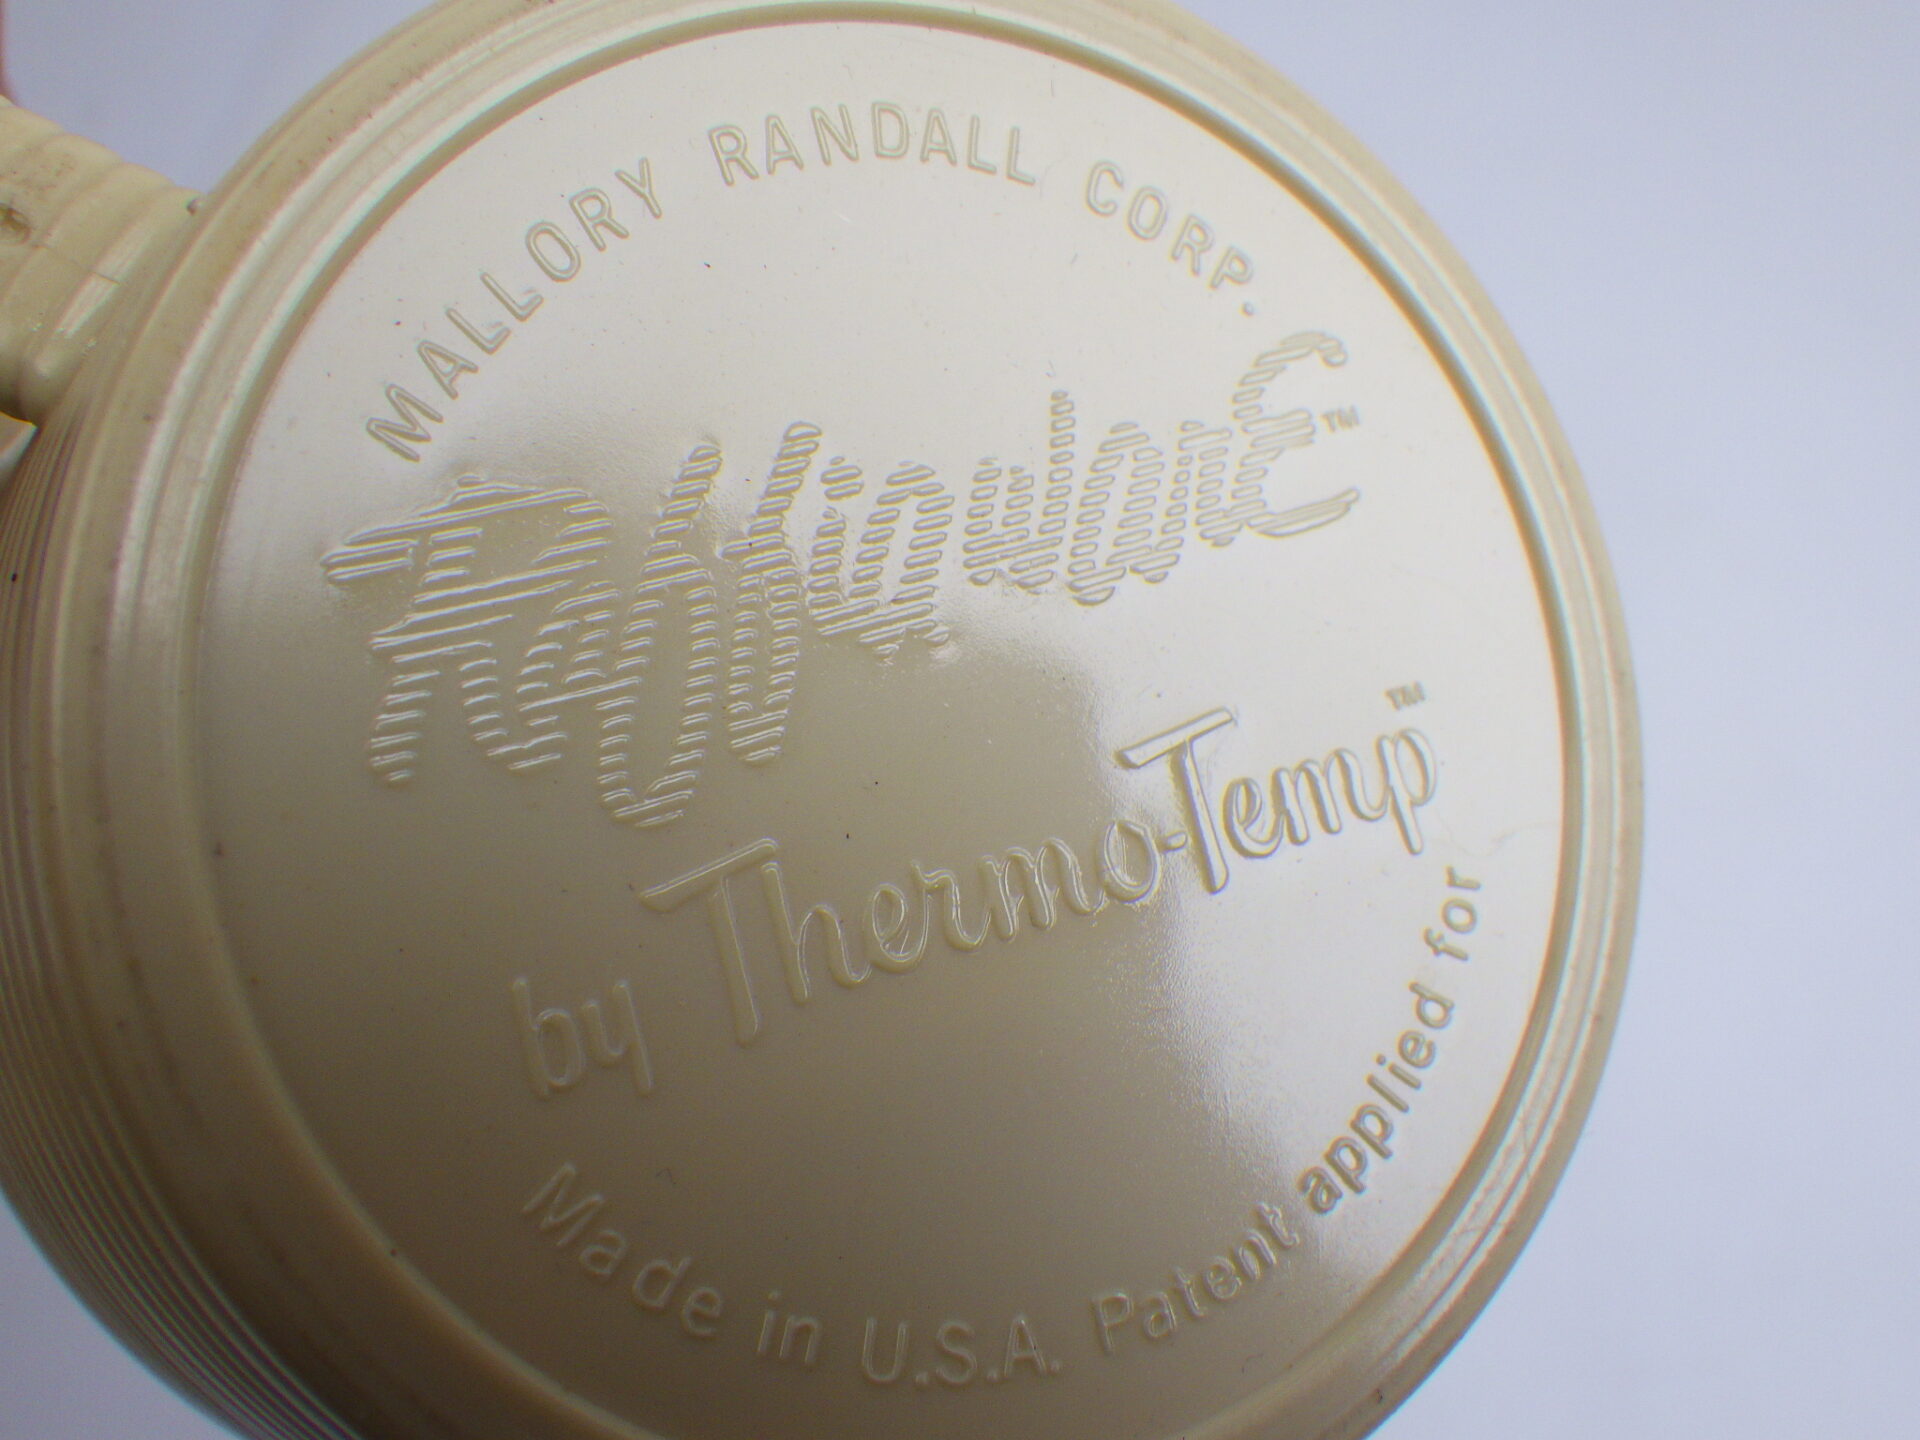 MALLORY RANDALL CORP.
Raffiaware™
by Thermo-Temp™
Made in U.S.A. Patent applied for